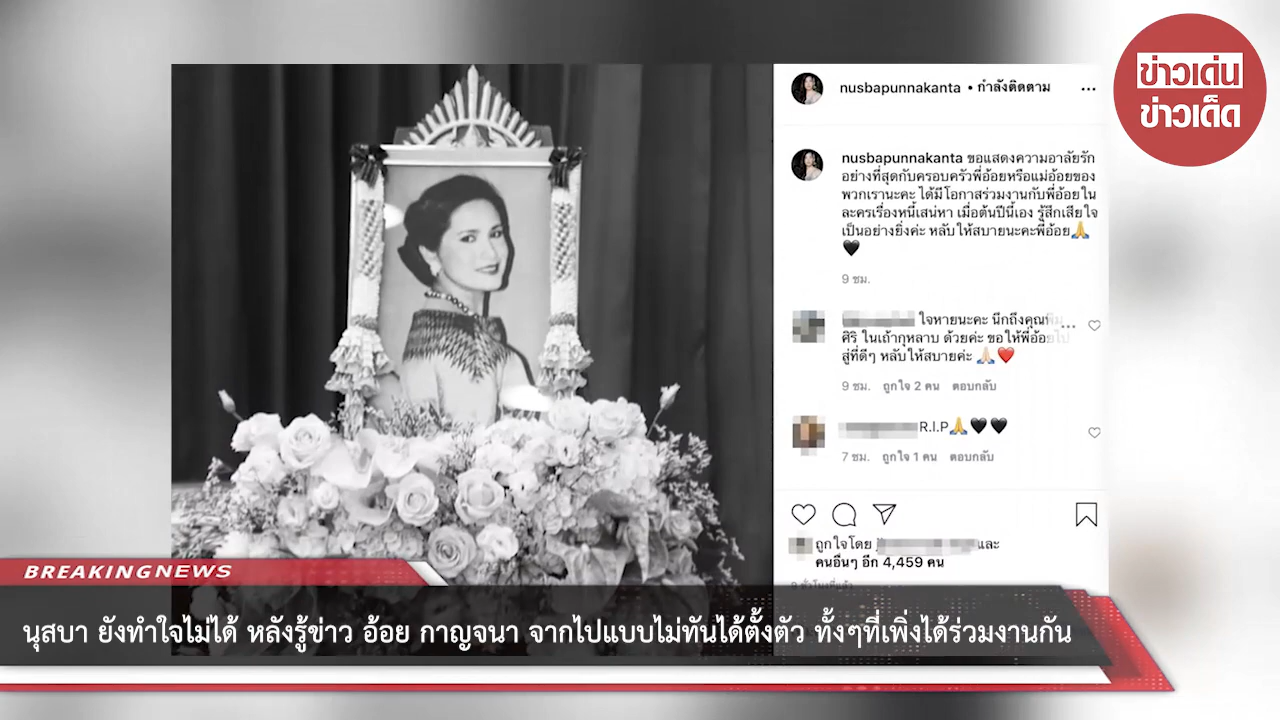 ข่าวเด่น
ข่าวเด็ด
nusbapunnakanta • กำลังติดตาม
nusbapunnakanta ขอแสดงความอาลัยรัก
อย่างที่สุดกับครอบครัวพี่อ้อยหรือแม่อ้อยของ
พวกเรานะคะ ได้มีโอกาสร่วมงานกับพี่อ้อยใน
ละครเรื่องหนี้เสน่หา เมื่อต้นปีนี้เอง รู้สึกเสียใจ
เป็นอย่างยิ่งค่ะ หลับให้สบายนะคะพี่อ้อย🙏
🖤
9 ชม.
ใจหายนะคะ นึกถึงคุณพิม
ศิริ ในเถ้ากุหลาบ ด้วยค่ะ ขอให้พี่อ้อยไป
สู่ที่ดีๆ หลับให้สบายค่ะ 🙏🏻❤️
9 ชม. ถูกใจ 2 คน ตอบกลับ
R.I.P🙏🖤🖤
7 ชม. ถูกใจ 1 คน ตอบกลับ
ถูกใจโดย และ
คนอื่นๆ อีก 4,459 คน
9 ชั่วโมงที่แล้ว
BREAKINGNEWS
นุสบา ยังทำใจไม่ได้ หลังรู้ข่าว อ้อย กาญจนา จากไปแบบไม่ทันได้ตั้งตัว ทั้งๆที่เพิ่งได้ร่วมงานกัน